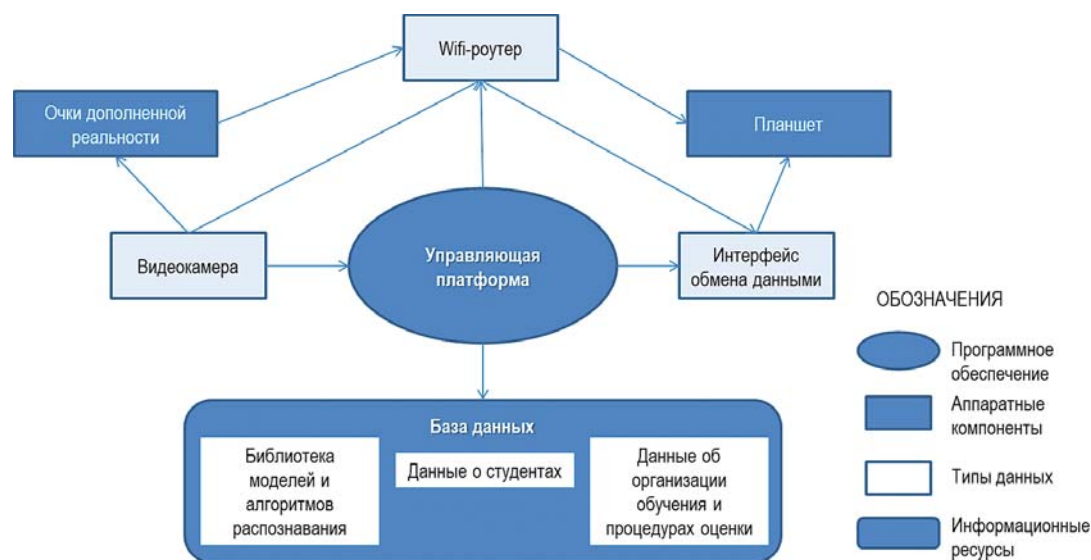 Wifi-роутер
Очки дополненной
реальности
Планшет
Видеокамера
Управляющая
платформа
Интерфейс
обмена данными
База данных
Библиотека
моделей и
алгоритмов
распознавания
Данные о студентах
Данные об
организации
обучения и
процедурах оценки
ОБОЗНАЧЕНИЯ
Программное
обеспечение
Аппаратные
компоненты
Типы данных
Информационные
ресурсы